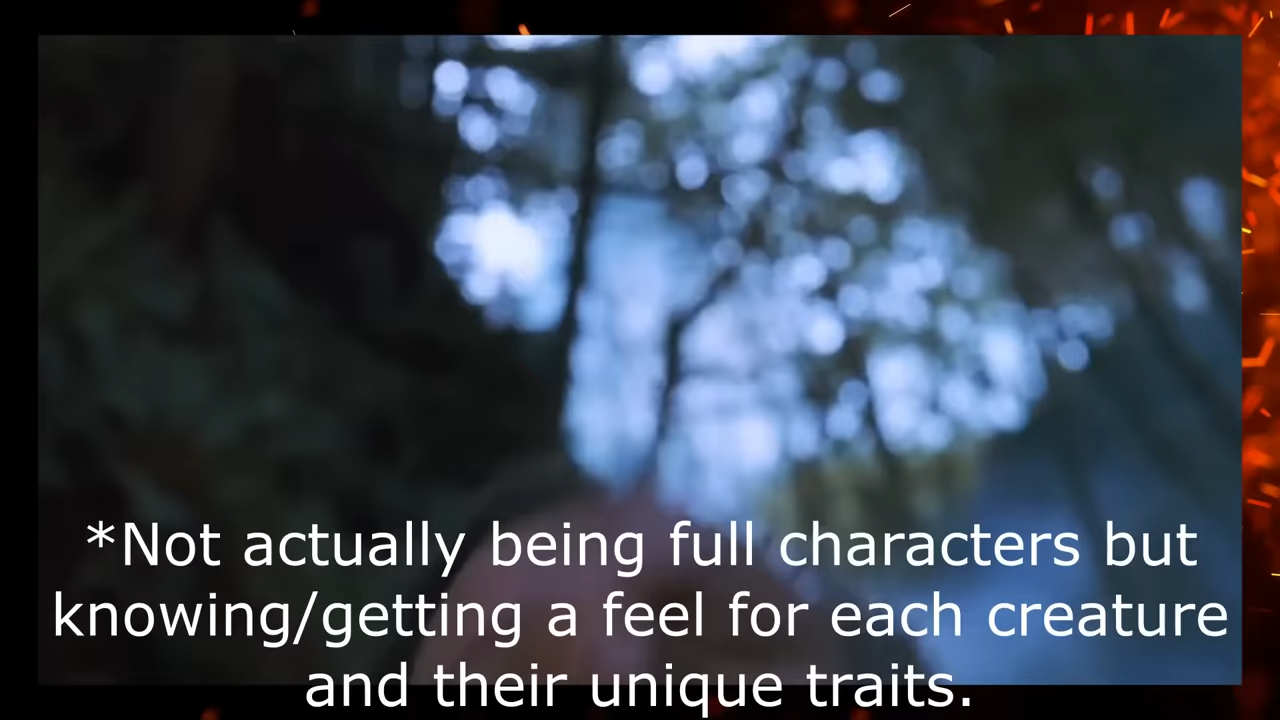 *Not actually being full characters but
knowing/getting a feel for each creature
and their unique traits.